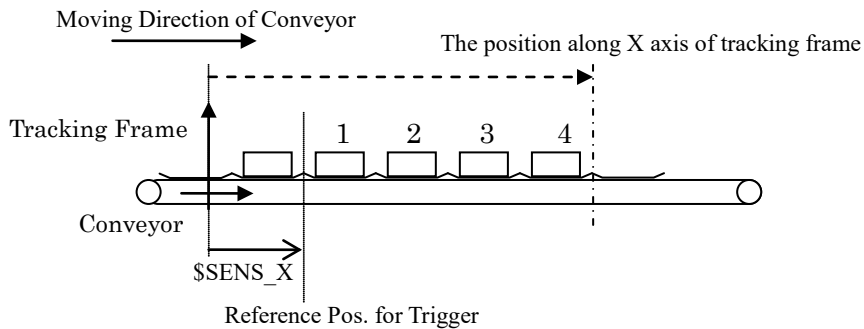 Moving Direction of Conveyor
The position along X axis of tracking frame
Tracking Frame
1 2 3 4
Conveyor
$SENS_X
Reference Pos. for Trigger